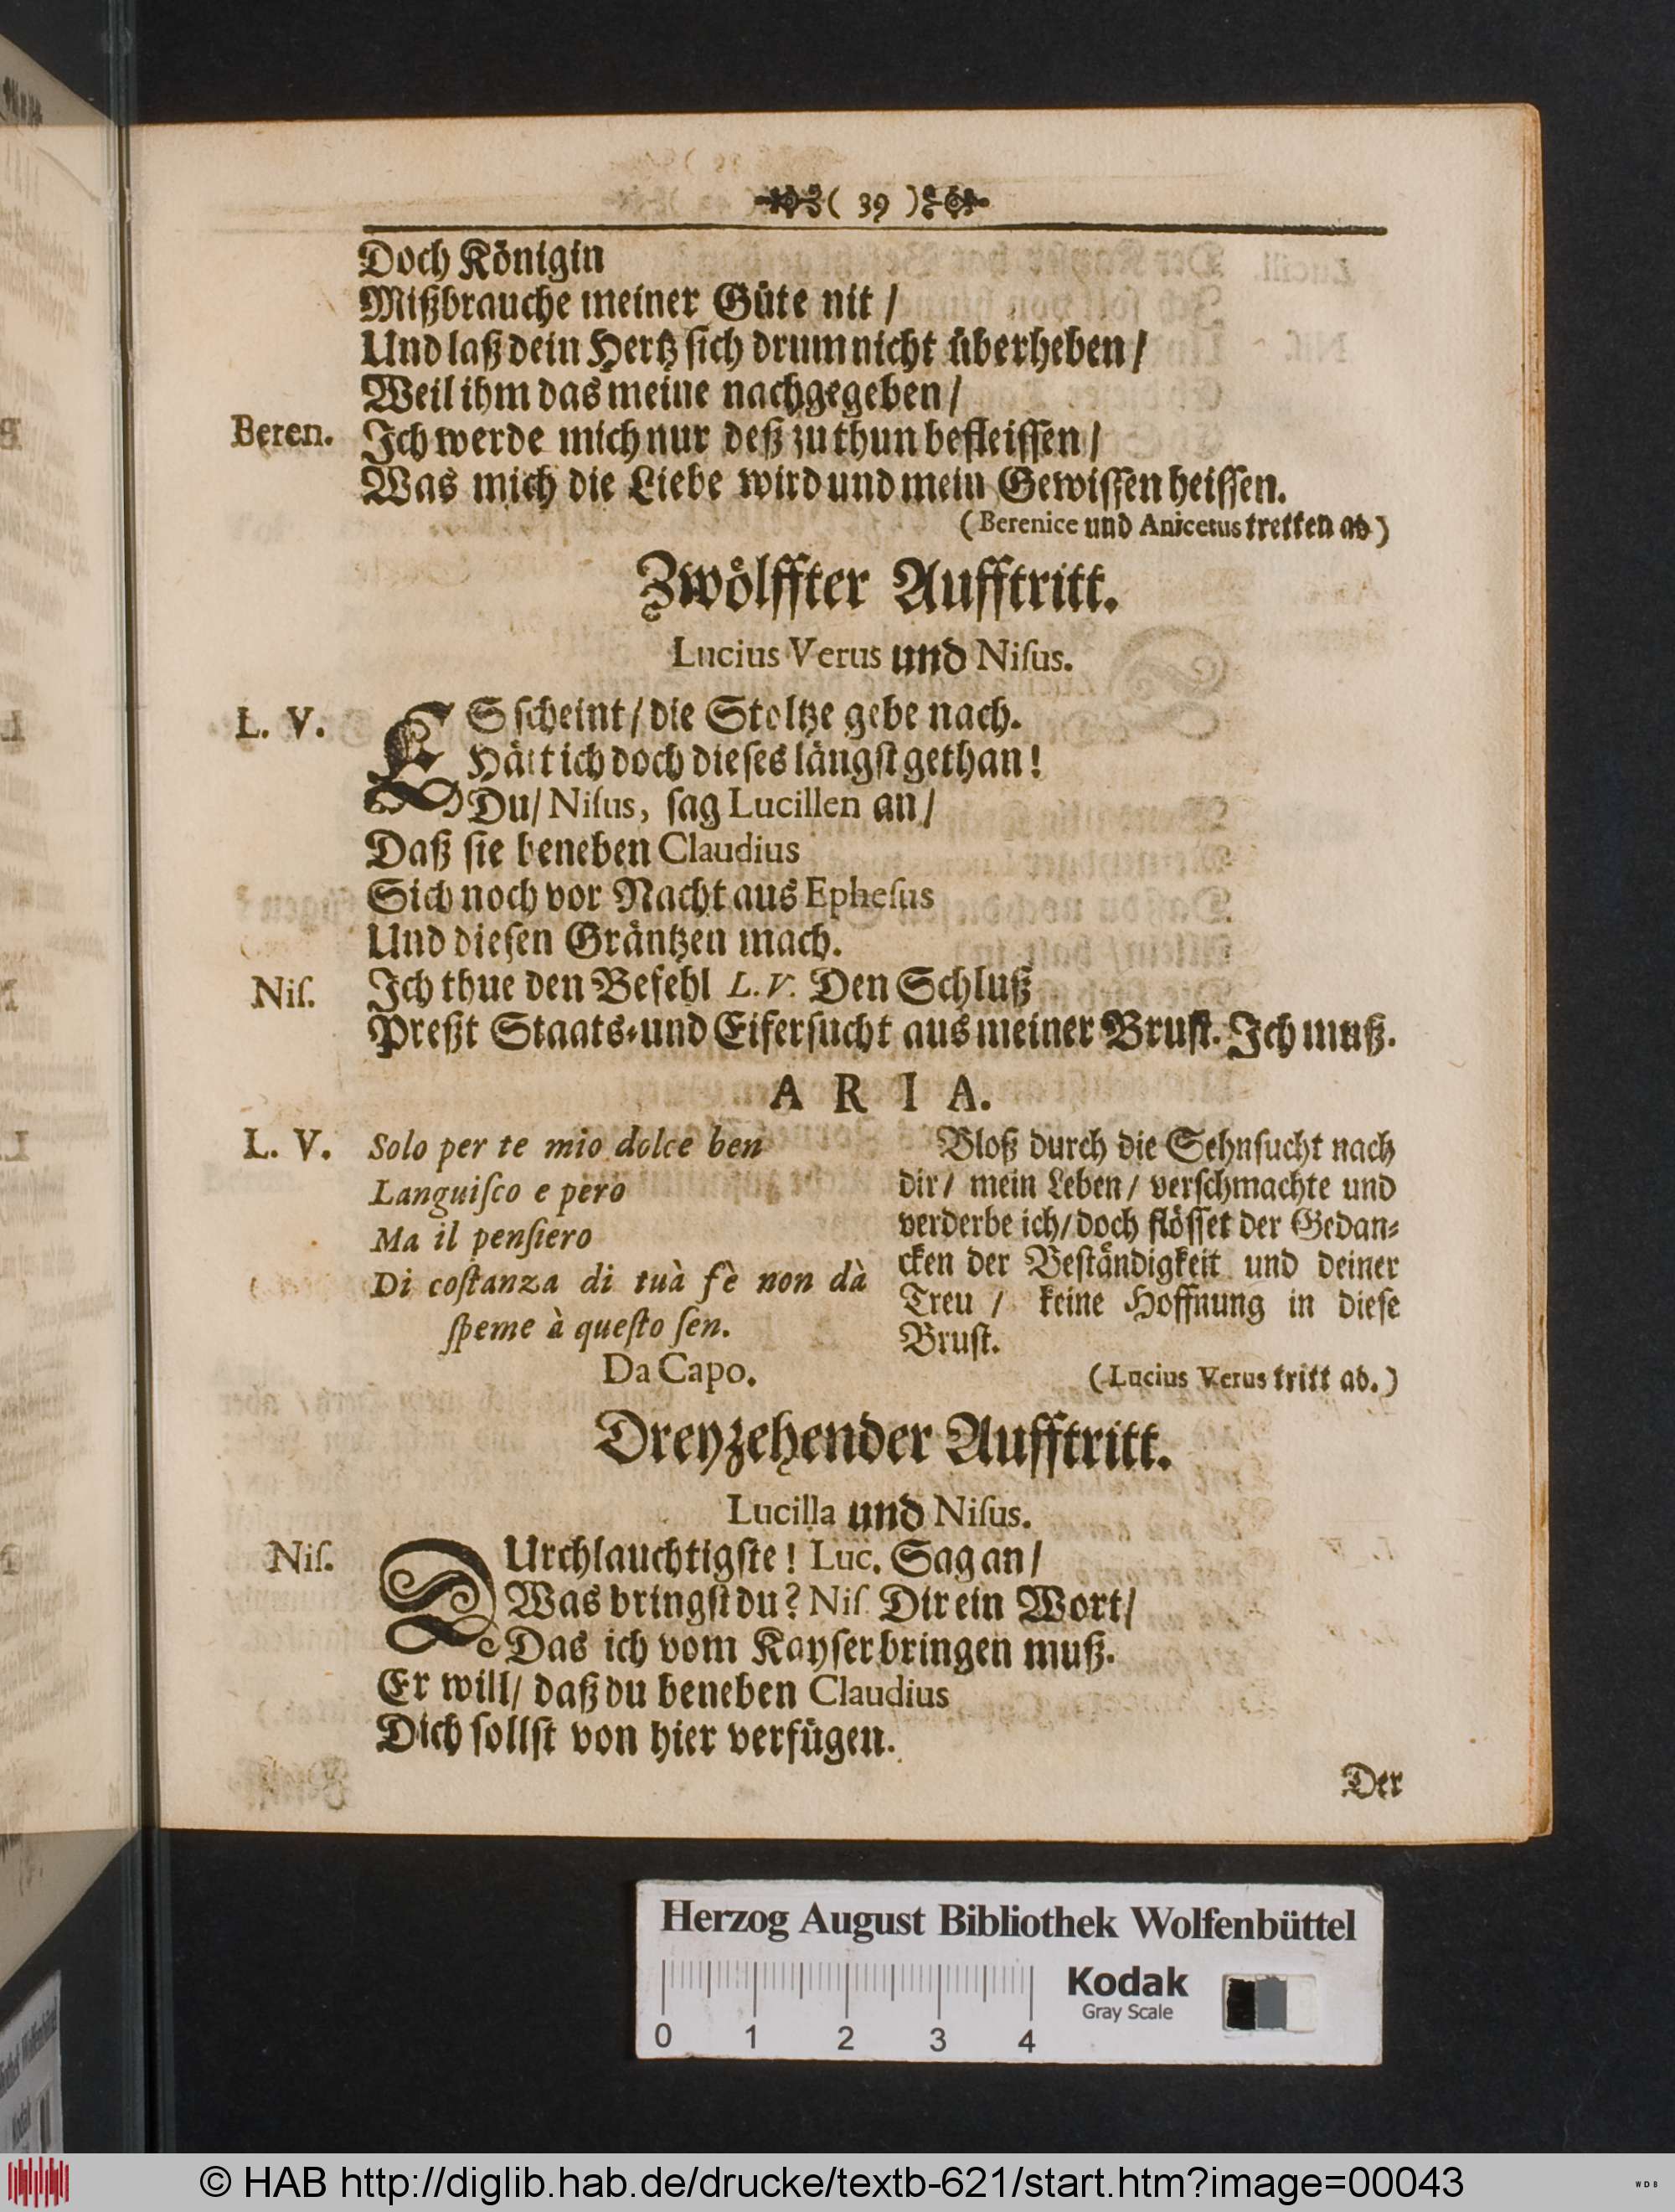 ( 39 )
Doch Königin
Mißbrauche meiner Güte nit /
Und laß dein Hertz sich drum nicht überheben /
Weil ihm das meine nachgegeben /
Beren. Ich werde mich nur deß zu thun befleissen /
Was mich die Liebe wird und mein Gewissen heissen.
(Berenice und Anicetus tretten ab)
Zwölffter Aufftritt.
Lucius Verus und Niſus.
L. V. ES ſcheint / die Stoltze gebe nach.
Hätt ich doch dieſes längſt gethan!
Du / Niſus, ſag Lucillen an /
Daß ſie beneben Claudius
Sich noch vor Nacht aus Epheſus
Und dieſen Gräntzen mach.
Niſ. Ich thue den Befehl L. V. Den Schluß
Preßt Staats- und Eiferſucht aus meiner Bruſt. Ich muß.
ARIA.
L. V. Solo per te mio dolce ben
Languiſco e pero
Ma il penſiero
Di coſtanza di tuà fè non dà
ſpeme à queſto ſen.
Da Capo.
Bloß durch die Sehnſucht nach
dir / mein Leben / verſchmachte und
verderbe ich / doch flöſſet der Gedan-
cken der Beſtändigkeit und deiner
Treu / keine Hoffnung in dieſe
Bruſt.
(Lucius Verus tritt ab.)
Dreyzehender Aufftritt.
Lucilla und Niſus.
Niſ. DUrchlauchtigſte! Luc. Sag an /
Was bringſt du? Niſ Dir ein Wort /
Das ich vom Kayſer bringen muß.
Er will / daß du beneben Claudius
Dich ſollſt von hier verfügen.
Der
Herzog August Bibliothek Wolfenbüttel
Kodak
Gray Scale
0 1 2 3 4
© HAB http://diglib.hab.de/drucke/textb-621/start.htm?image=00043
WDB